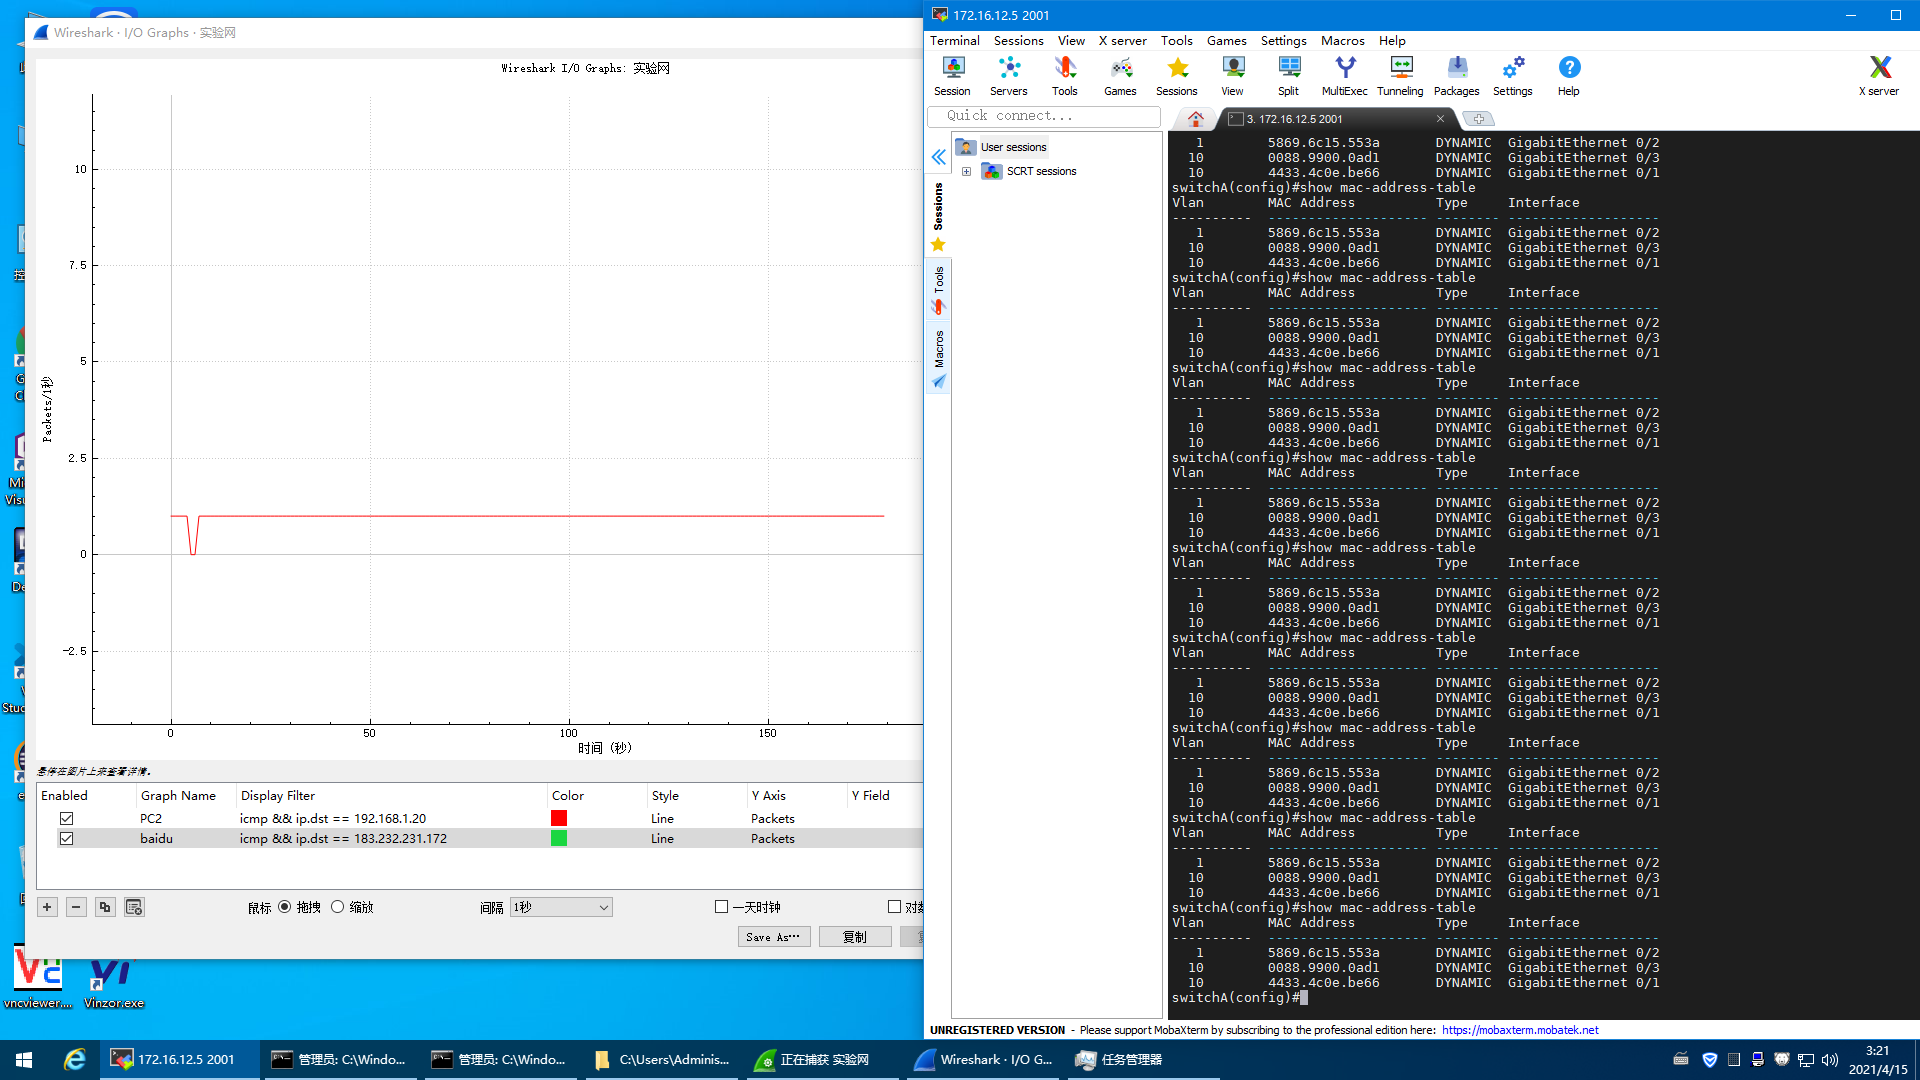 Wireshark · I/O Graphs · 实验网
Wireshark I/O Graphs: 实验网
10
7.5
5
2.5
0
-2.5
Packets/1秒
0
50
100
150
时间 (秒)
悬停在图片上来查看详情。
Enabled Graph Name Display Filter Color Style Y Axis Y Field
PC2 icmp && ip.dst == 192.168.1.20 Line Packets
baidu icmp && ip.dst == 183.232.231.172 Line Packets
鼠标 拖拽 缩放 间隔 1秒 一天时钟
Save As… 复制
vncviewer....
Vinzor.exe
172.16.12.5 2001
Terminal Sessions View X server Tools Games Settings Macros Help
Session Servers Tools Games Sessions View Split MultiExec Tunneling Packages Settings Help X server
Quick connect...
3. 172.16.12.5 2001
User sessions
SCRT sessions
Sessions
Tools
Macros
1 5869.6c15.553a DYNAMIC GigabitEthernet 0/2
10 0088.9900.0ad1 DYNAMIC GigabitEthernet 0/3
10 4433.4c0e.be66 DYNAMIC GigabitEthernet 0/1
switchA(config)#show mac-address-table
Vlan MAC Address Type Interface
---------- -------------------- -------- -------------------
1 5869.6c15.553a DYNAMIC GigabitEthernet 0/2
10 0088.9900.0ad1 DYNAMIC GigabitEthernet 0/3
10 4433.4c0e.be66 DYNAMIC GigabitEthernet 0/1
switchA(config)#show mac-address-table
Vlan MAC Address Type Interface
---------- -------------------- -------- -------------------
1 5869.6c15.553a DYNAMIC GigabitEthernet 0/2
10 0088.9900.0ad1 DYNAMIC GigabitEthernet 0/3
10 4433.4c0e.be66 DYNAMIC GigabitEthernet 0/1
switchA(config)#show mac-address-table
Vlan MAC Address Type Interface
---------- -------------------- -------- -------------------
1 5869.6c15.553a DYNAMIC GigabitEthernet 0/2
10 0088.9900.0ad1 DYNAMIC GigabitEthernet 0/3
10 4433.4c0e.be66 DYNAMIC GigabitEthernet 0/1
switchA(config)#show mac-address-table
Vlan MAC Address Type Interface
---------- -------------------- -------- -------------------
1 5869.6c15.553a DYNAMIC GigabitEthernet 0/2
10 0088.9900.0ad1 DYNAMIC GigabitEthernet 0/3
10 4433.4c0e.be66 DYNAMIC GigabitEthernet 0/1
switchA(config)#show mac-address-table
Vlan MAC Address Type Interface
---------- -------------------- -------- -------------------
1 5869.6c15.553a DYNAMIC GigabitEthernet 0/2
10 0088.9900.0ad1 DYNAMIC GigabitEthernet 0/3
10 4433.4c0e.be66 DYNAMIC GigabitEthernet 0/1
switchA(config)#show mac-address-table
Vlan MAC Address Type Interface
---------- -------------------- -------- -------------------
1 5869.6c15.553a DYNAMIC GigabitEthernet 0/2
10 0088.9900.0ad1 DYNAMIC GigabitEthernet 0/3
10 4433.4c0e.be66 DYNAMIC GigabitEthernet 0/1
switchA(config)#show mac-address-table
Vlan MAC Address Type Interface
---------- -------------------- -------- -------------------
1 5869.6c15.553a DYNAMIC GigabitEthernet 0/2
10 0088.9900.0ad1 DYNAMIC GigabitEthernet 0/3
10 4433.4c0e.be66 DYNAMIC GigabitEthernet 0/1
switchA(config)#show mac-address-table
Vlan MAC Address Type Interface
---------- -------------------- -------- -------------------
1 5869.6c15.553a DYNAMIC GigabitEthernet 0/2
10 0088.9900.0ad1 DYNAMIC GigabitEthernet 0/3
10 4433.4c0e.be66 DYNAMIC GigabitEthernet 0/1
switchA(config)#show mac-address-table
Vlan MAC Address Type Interface
---------- -------------------- -------- -------------------
1 5869.6c15.553a DYNAMIC GigabitEthernet 0/2
10 0088.9900.0ad1 DYNAMIC GigabitEthernet 0/3
10 4433.4c0e.be66 DYNAMIC GigabitEthernet 0/1
switchA(config)#
UNREGISTERED VERSION - Please support MobaXterm by subscribing to the professional edition here: https://mobaxterm.mobatek.net
172.16.12.5 2001 管理员: C:\Windo... 管理员: C:\Windo... C:\Users\Adminis... 正在捕获 实验网 Wireshark · I/O G... 任务管理器
3:21
2021/4/15